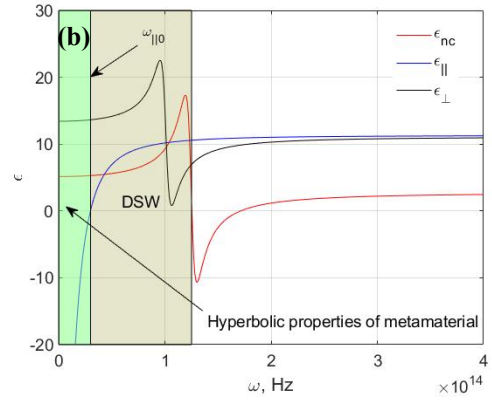 (b)
ω||0
ϵnc
ϵ||
ϵ⊥
30
20
10
0
-10
-20
ϵ
DSW
Hyperbolic properties of metamaterial
0 1 2 3 4
×10^14
ω, Hz